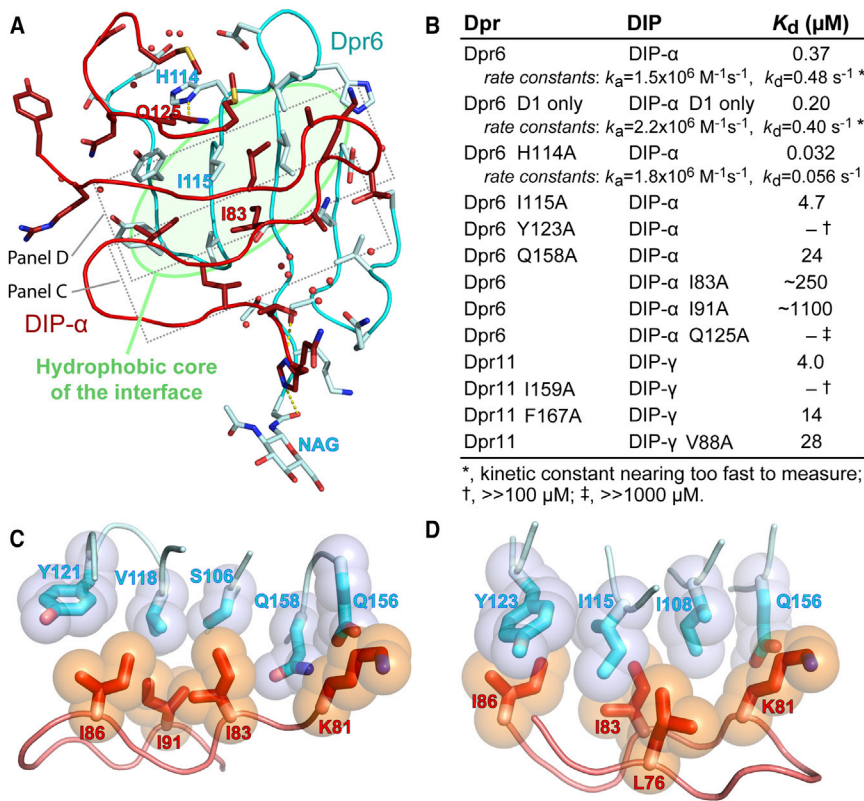 A
Dpr6
H114
Q125
I115
I83
Panel D
Panel C
DIP-α
Hydrophobic core
of the interface
NAG
B
Dpr DIP Kd (µM)
Dpr6 DIP-α 0.37
rate constants: ka=1.5x10⁶ M⁻¹s⁻¹, kd=0.48 s⁻¹ *
Dpr6 D1 only DIP-α D1 only 0.20
rate constants: ka=2.2x10⁶ M⁻¹s⁻¹, kd=0.40 s⁻¹ *
Dpr6 H114A DIP-α 0.032
rate constants: ka=1.8x10⁶ M⁻¹s⁻¹, kd=0.056 s⁻¹
Dpr6 I115A DIP-α 4.7
Dpr6 Y123A DIP-α – †
Dpr6 Q158A DIP-α 24
Dpr6 DIP-α I83A ~250
Dpr6 DIP-α I91A ~1100
Dpr6 DIP-α Q125A – ‡
Dpr11 DIP-γ 4.0
Dpr11 I159A DIP-γ – †
Dpr11 F167A DIP-γ 14
Dpr11 DIP-γ V88A 28
*, kinetic constant nearing too fast to measure;
†, >>100 µM; ‡, >>1000 µM.
C
Y121
V118
S106
Q158
Q156
I86
I91
I83
K81
D
Y123
I115
I108
Q156
I86
I83
K81
L76